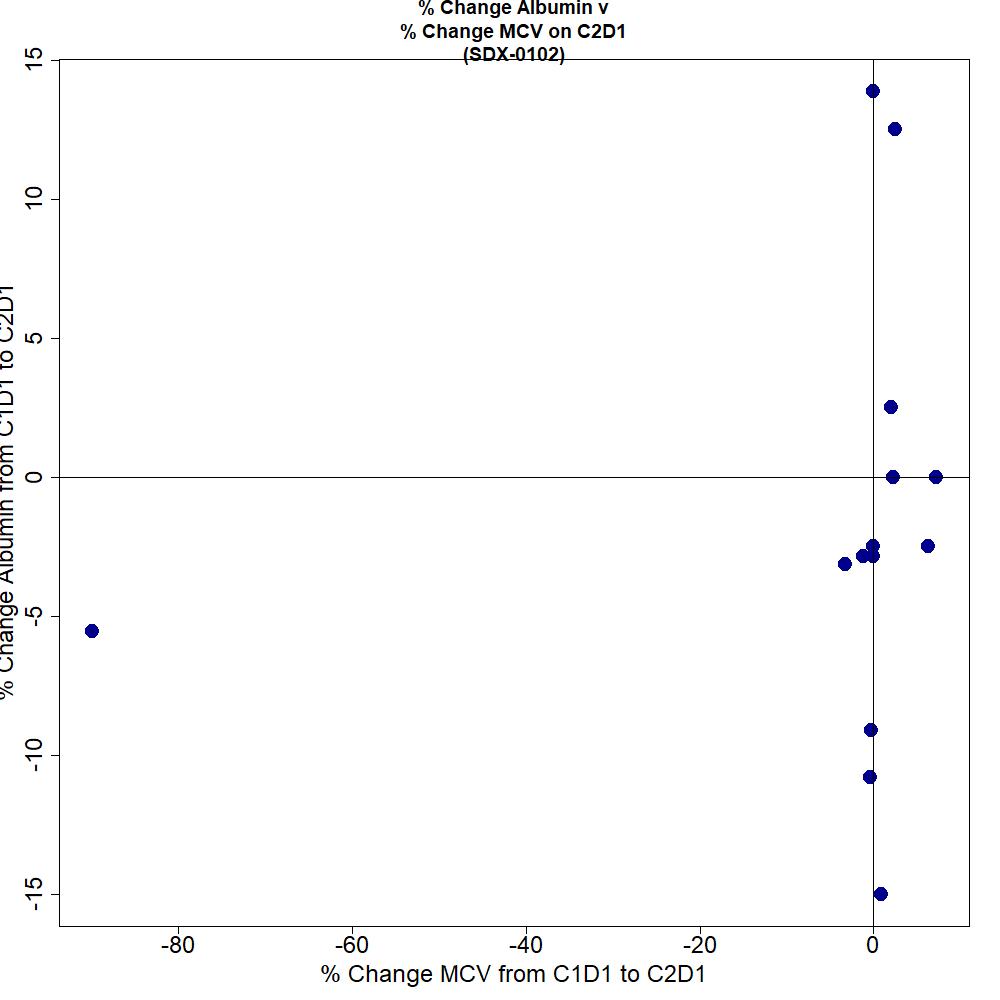 % Change Albumin v
% Change MCV on C2D1
(SDX-0102)
% Change Albumin from C1D1 to C2D1
15
10
5
0
-5
-10
-15
-80
-60
-40
-20
0
% Change MCV from C1D1 to C2D1